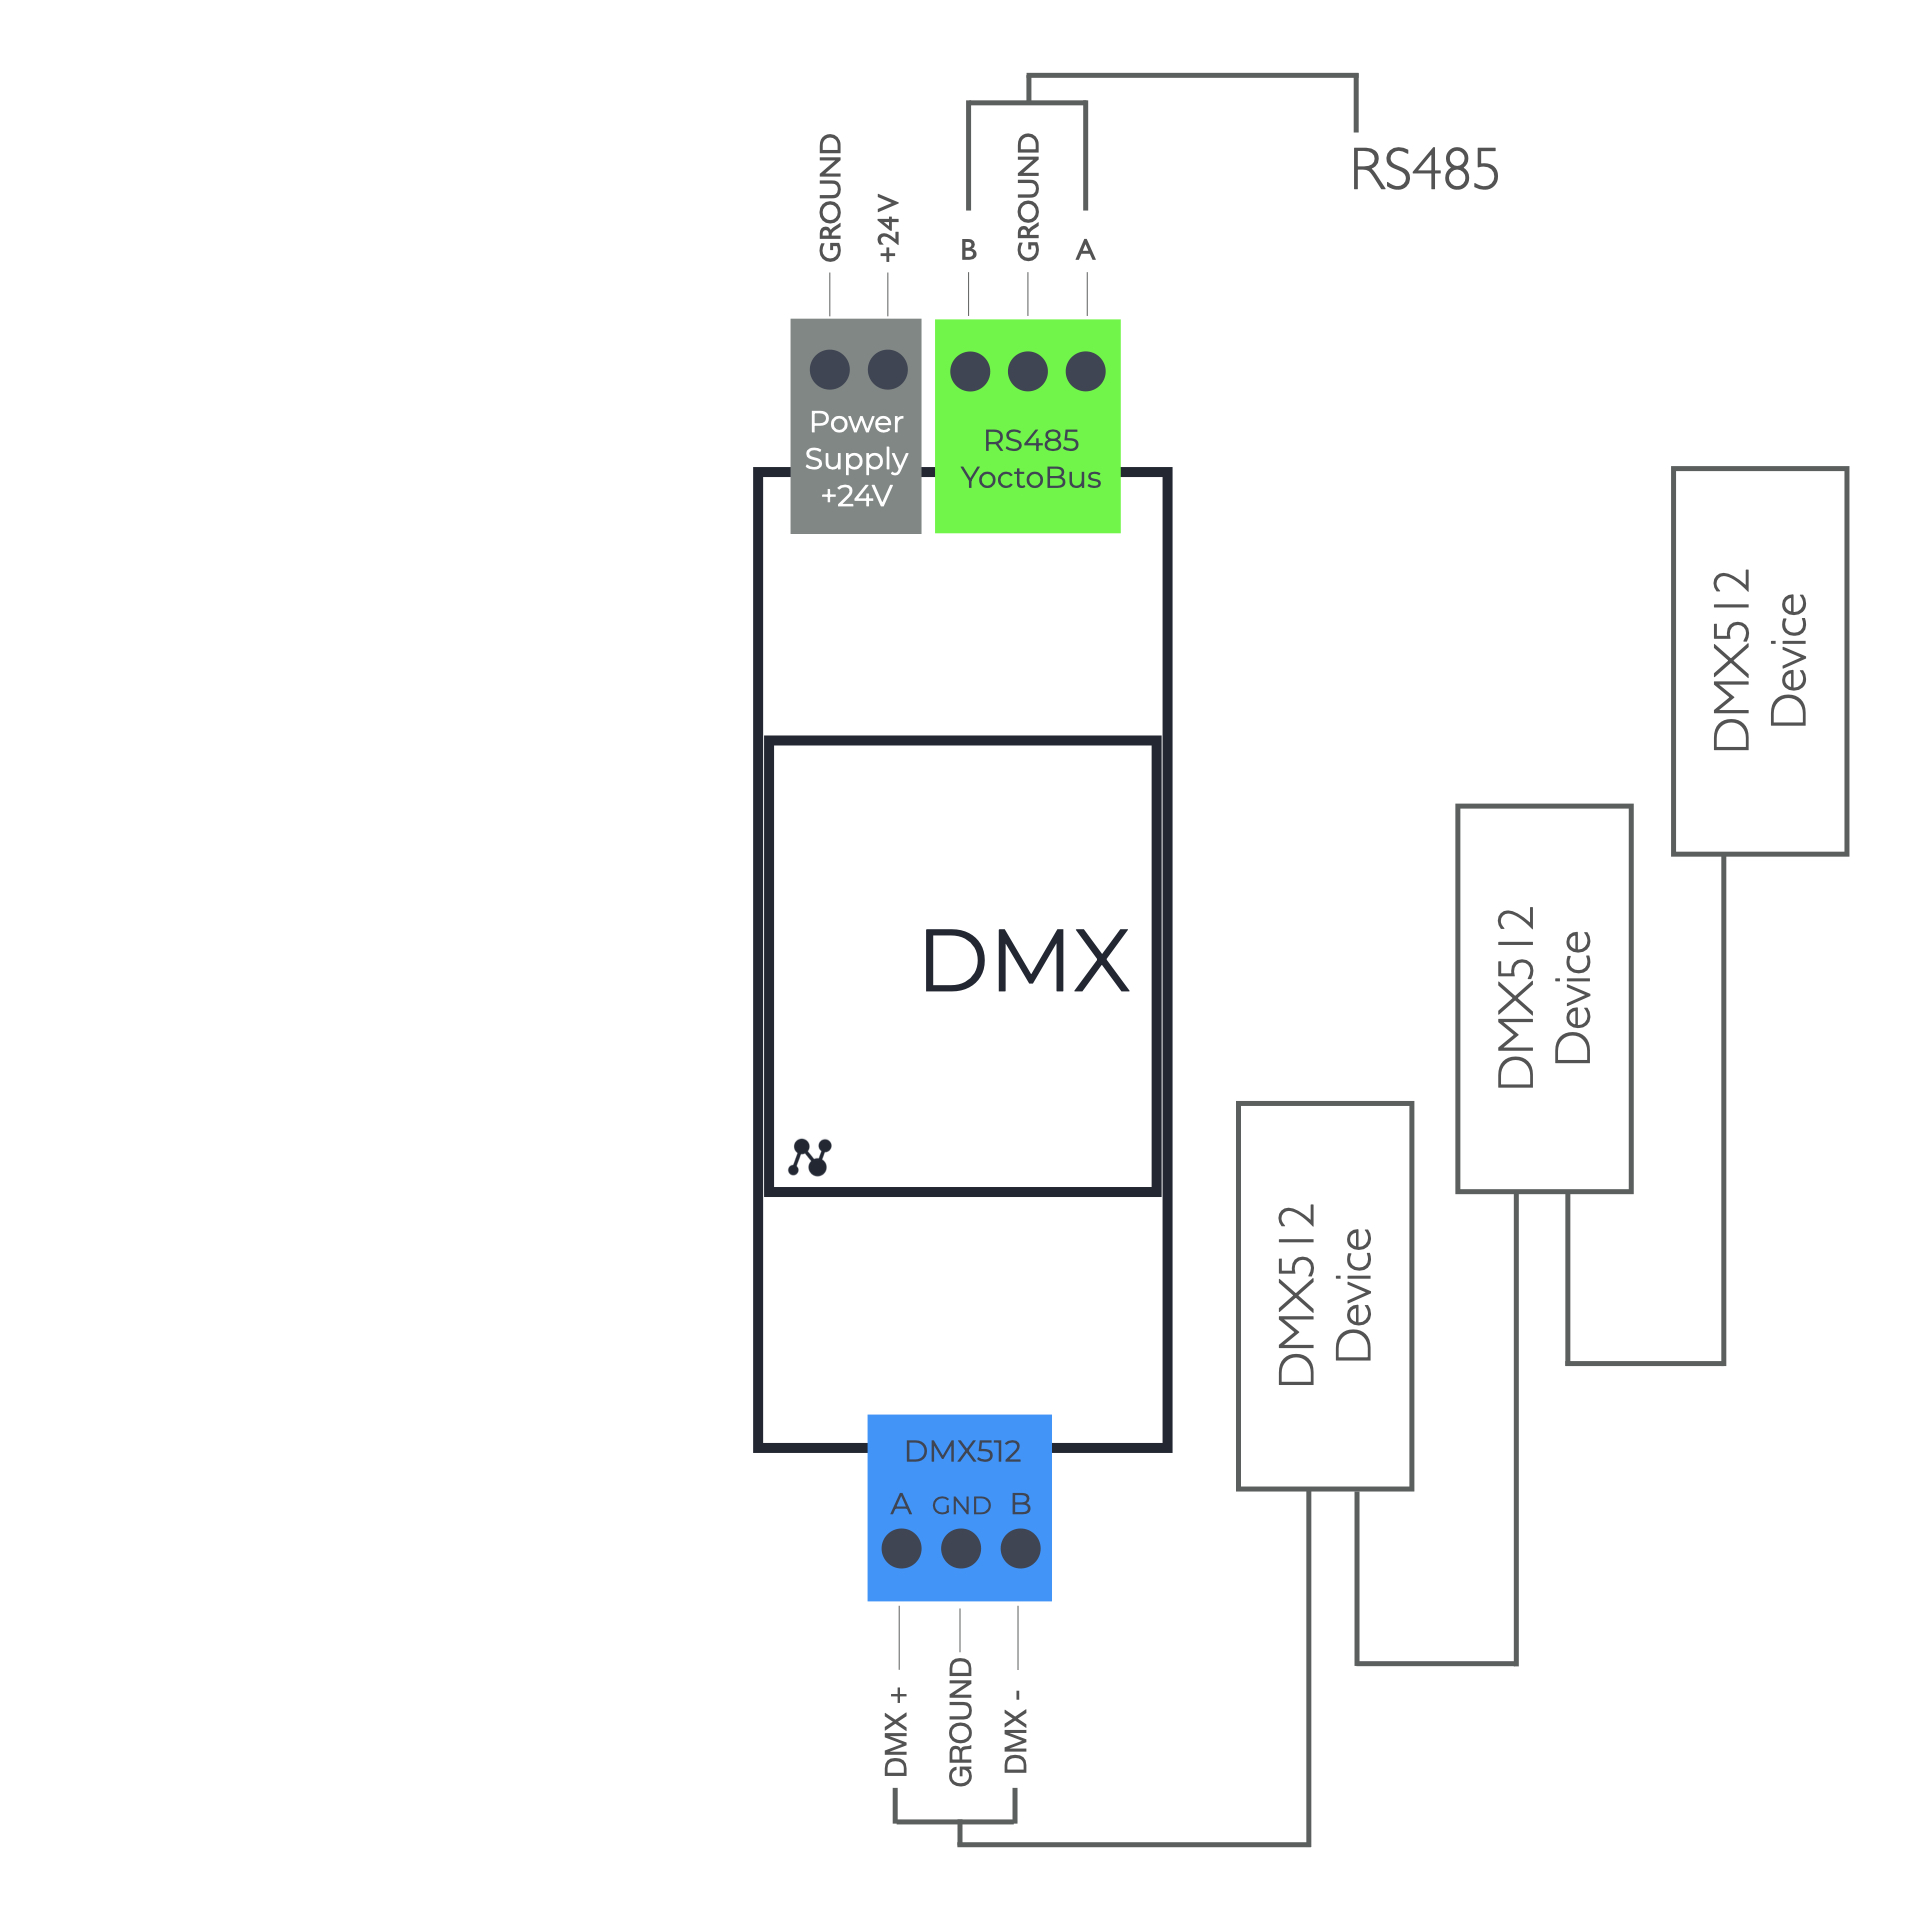 GROUND
+24V
B
GROUND
A
RS485
Power
Supply
+24V
RS485
YoctoBus
DMX
DMX512
Device
DMX512
Device
DMX512
Device
DMX512
A GND B
DMX +
GROUND
DMX -